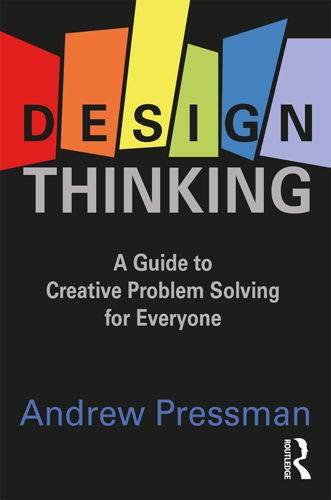 DESIGN
THINKING
A Guide to
Creative Problem Solving
for Everyone
Andrew Pressman
ROUTLEDGE